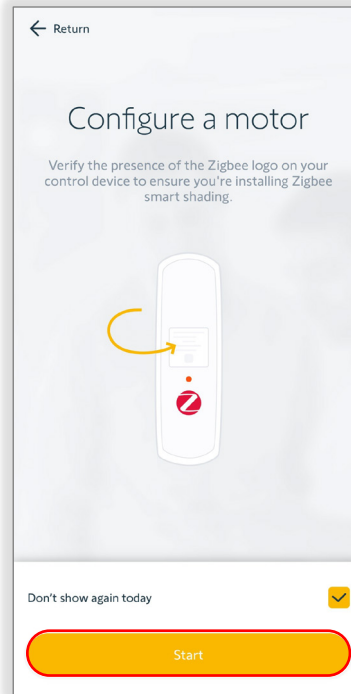 Return
Configure a motor
Verify the presence of the Zigbee logo on your
control device to ensure you're installing Zigbee
smart shading.
Don't show again today
Start